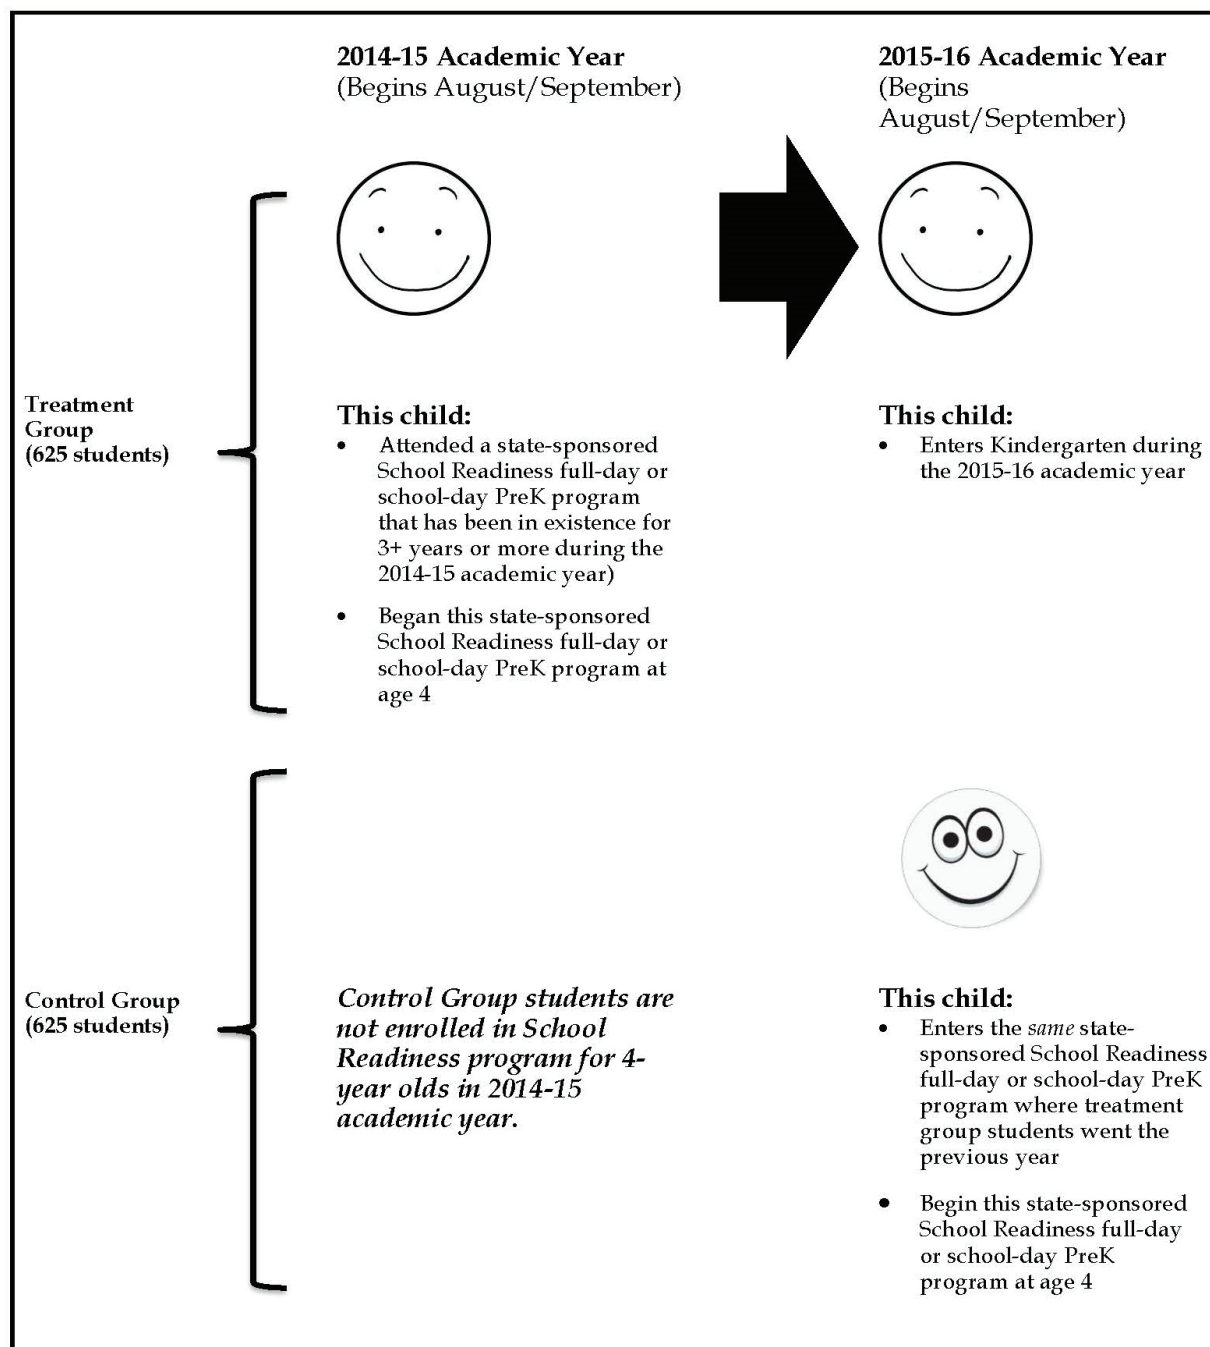 2014-15 Academic Year
(Begins August/September)
2015-16 Academic Year
(Begins
August/September)
Treatment
Group
(625 students)
This child:
• Attended a state-sponsored
School Readiness full-day or
school-day PreK program
that has been in existence for
3+ years or more during the
2014-15 academic year)
• Began this state-sponsored
School Readiness full-day or
school-day PreK program at
age 4
This child:
• Enters Kindergarten during
the 2015-16 academic year
Control Group
(625 students)
Control Group students are
not enrolled in School
Readiness program for 4-
year olds in 2014-15
academic year.
This child:
• Enters the same state-
sponsored School Readiness
full-day or school-day PreK
program where treatment
group students went the
previous year
• Begin this state-sponsored
School Readiness full-day
or school-day PreK
program at age 4